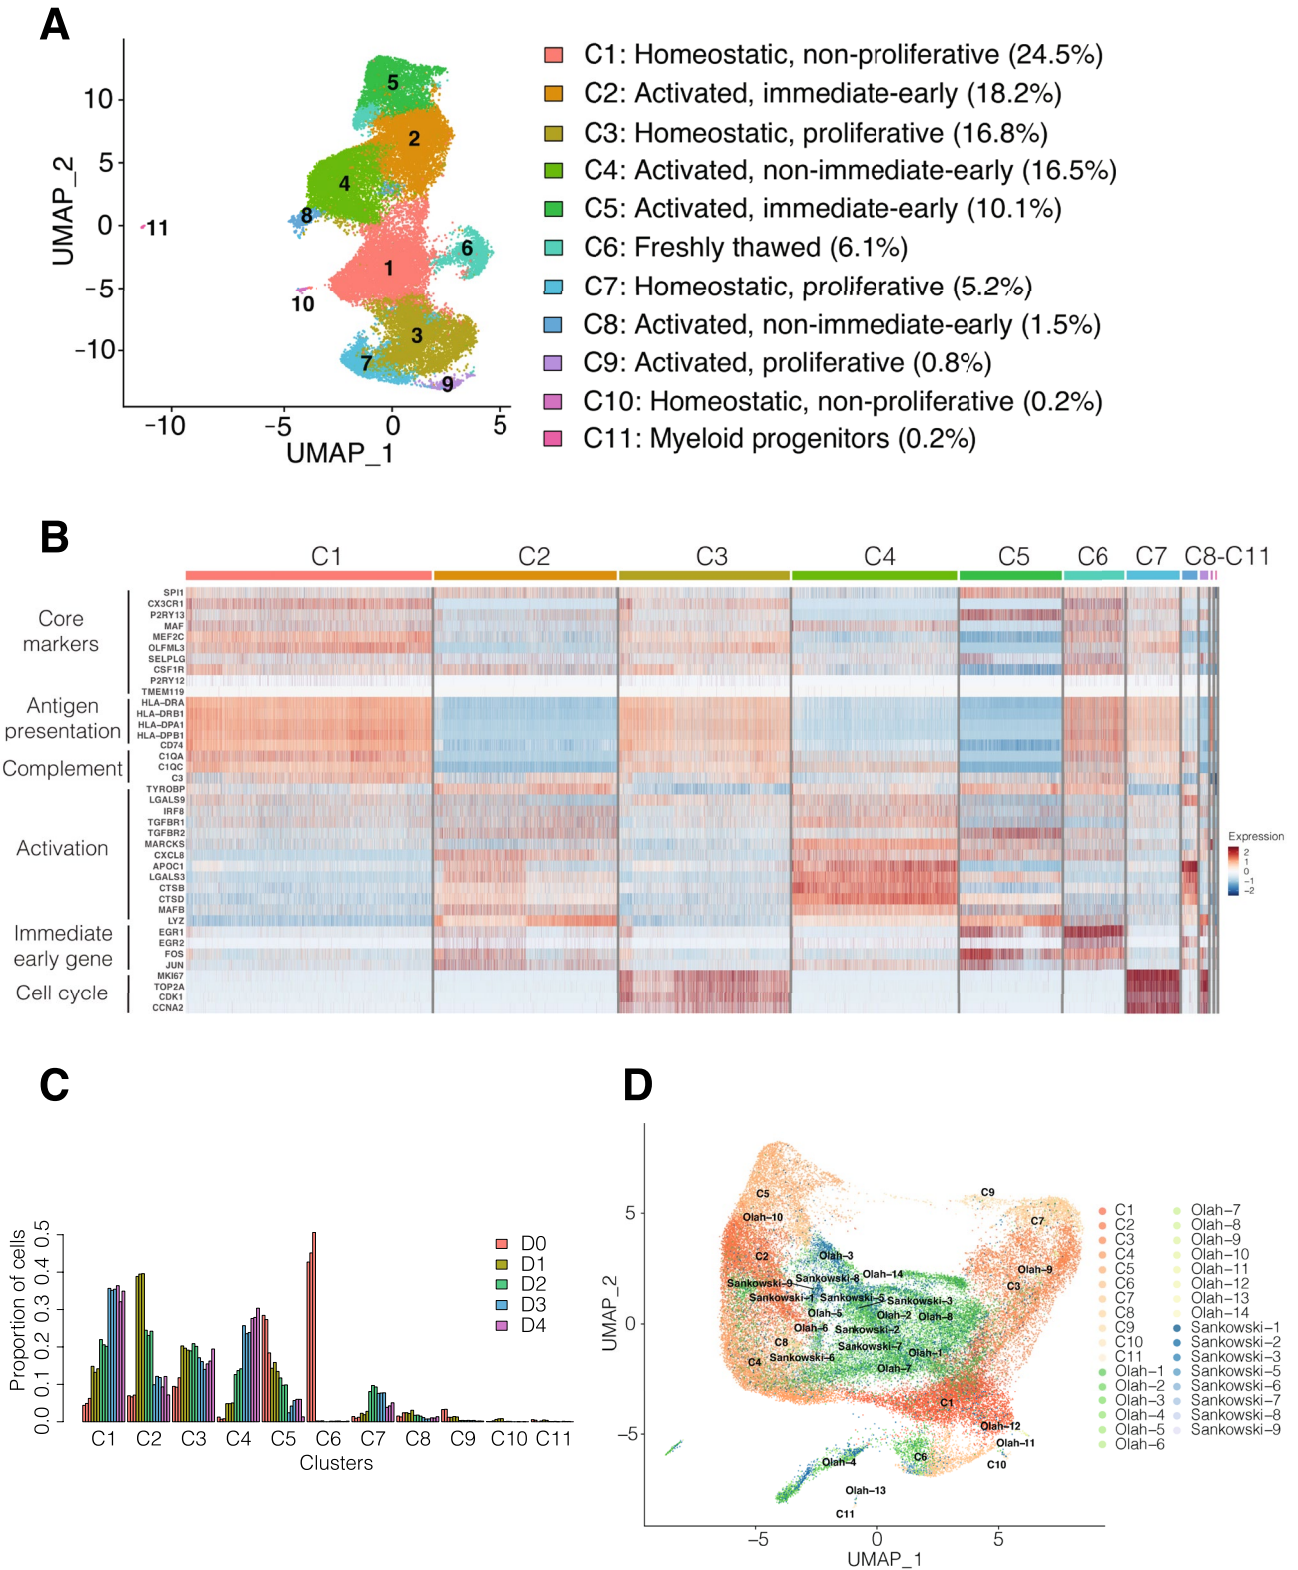 A
10
5
0
−5
−10
UMAP_2
−10
−5
0
5
UMAP_1
5
2
4
8
11
1
6
10
3
7
9
C1: Homeostatic, non-proliferative (24.5%)
C2: Activated, immediate-early (18.2%)
C3: Homeostatic, proliferative (16.8%)
C4: Activated, non-immediate-early (16.5%)
C5: Activated, immediate-early (10.1%)
C6: Freshly thawed (6.1%)
C7: Homeostatic, proliferative (5.2%)
C8: Activated, non-immediate-early (1.5%)
C9: Activated, proliferative (0.8%)
C10: Homeostatic, non-proliferative (0.2%)
C11: Myeloid progenitors (0.2%)
B
C1 C2 C3 C4 C5 C6 C7 C8-C11
Core
markers
Antigen
presentation
Complement
Activation
Immediate
early gene
Cell cycle
SPI1
CX3CR1
P2RY13
MAF
MEF2C
OLFML3
SELPLG
CSF1R
P2RY12
TMEM119
HLA−DRA
HLA−DRB1
HLA−DPA1
HLA−DPB1
CD74
C1QA
C1QC
C3
TYROBP
LGALS9
IRF8
TGFBR1
TGFBR2
MARCKS
CXCL8
APOC1
LGALS3
CTSB
CTSD
MAFB
LYZ
EGR1
EGR2
FOS
JUN
MKI67
TOP2A
CDK1
CCNA2
Expression
2
1
0
−1
−2
C
Proportion of cells
0.5
0.4
0.3
0.2
0.1
0.0
C1 C2 C3 C4 C5 C6 C7 C8 C9 C10 C11
Clusters
D0
D1
D2
D3
D4
D
UMAP_2
5
0
−5
−5
0
5
UMAP_1
C5
C9
Olah−10
C7
C2
Olah−3
Olah−14
Olah−9
Sankowski−9
Sankowski−8
C3
Sankowski−1
Sankowski−5
Sankowski−3
Olah−5
Olah−2
Olah−8
Olah−6
Sankowski−2
C8
Sankowski−7
Olah−1
C4
Sankowski−6
Olah−7
C1
Olah−12
Olah−11
C6
C10
Olah−4
Olah−13
C11
C1
C2
C3
C4
C5
C6
C7
C8
C9
C10
C11
Olah−1
Olah−2
Olah−3
Olah−4
Olah−5
Olah−6
Olah−7
Olah−8
Olah−9
Olah−10
Olah−11
Olah−12
Olah−13
Olah−14
Sankowski−1
Sankowski−2
Sankowski−3
Sankowski−5
Sankowski−6
Sankowski−7
Sankowski−8
Sankowski−9